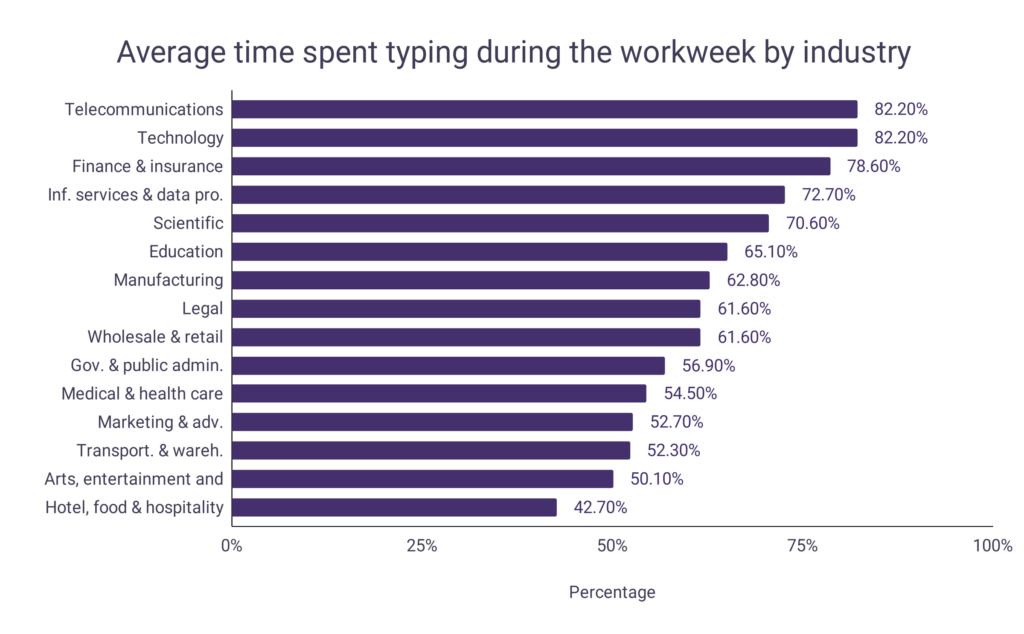 Average time spent typing during the workweek by industry
Telecommunications 82.20%
Technology 82.20%
Finance & insurance 78.60%
Inf. services & data pro. 72.70%
Scientific 70.60%
Education 65.10%
Manufacturing 62.80%
Legal 61.60%
Wholesale & retail 61.60%
Gov. & public admin. 56.90%
Medical & health care 54.50%
Marketing & adv. 52.70%
Transport. & wareh. 52.30%
Arts, entertainment and 50.10%
Hotel, food & hospitality 42.70%
0% 25% 50% 75% 100%
Percentage